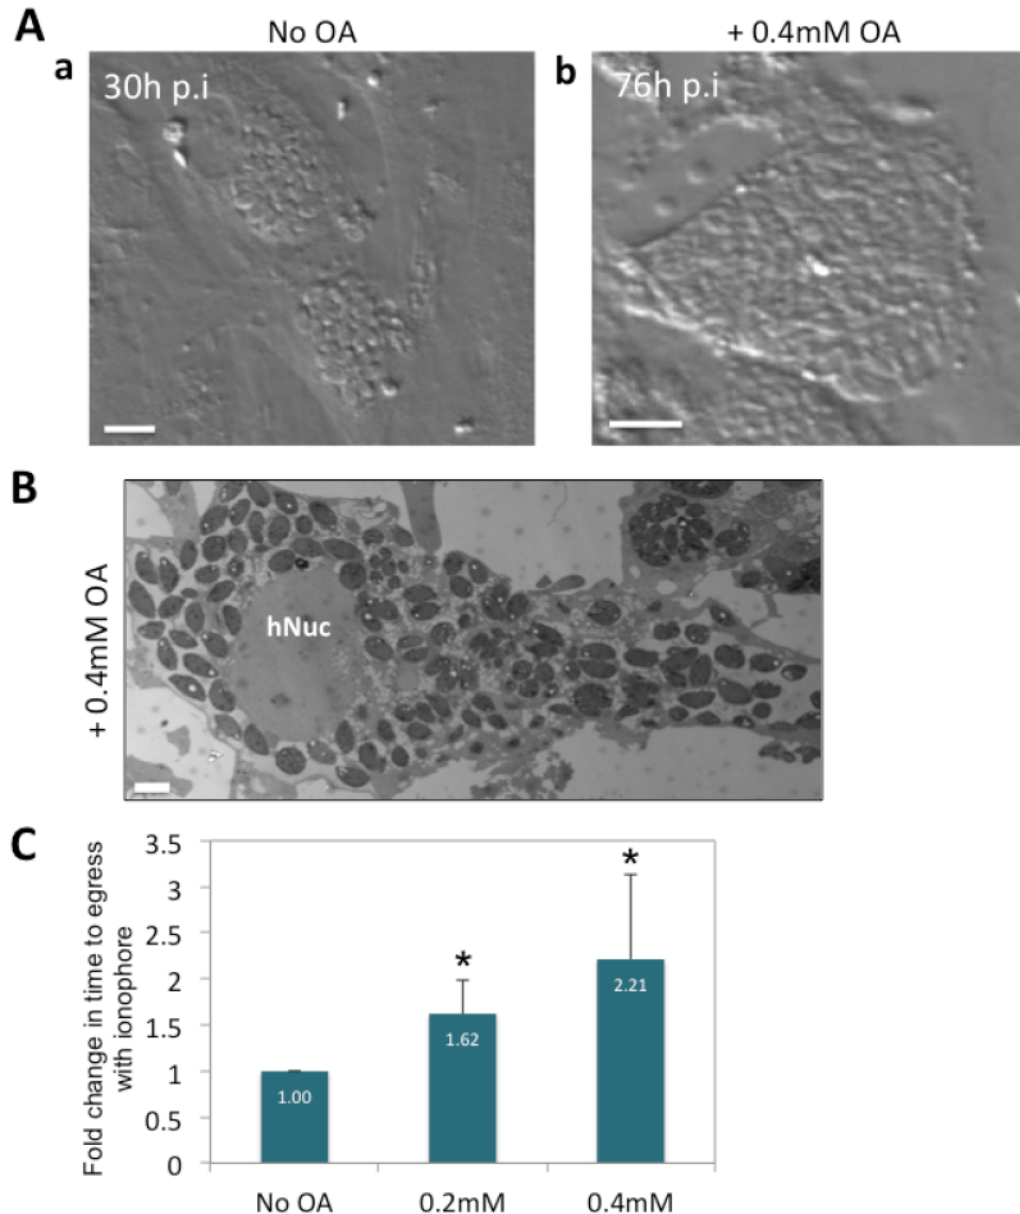 A
No OA
+ 0.4mM OA
a
b
30h p.i
76h p.i
B
+ 0.4mM OA
hNuc
C
Fold change in time to egress
with ionophore
3.5
3
2.5
2
1.5
1
0.5
0
*
*
1.00
1.62
2.21
No OA
0.2mM
0.4mM